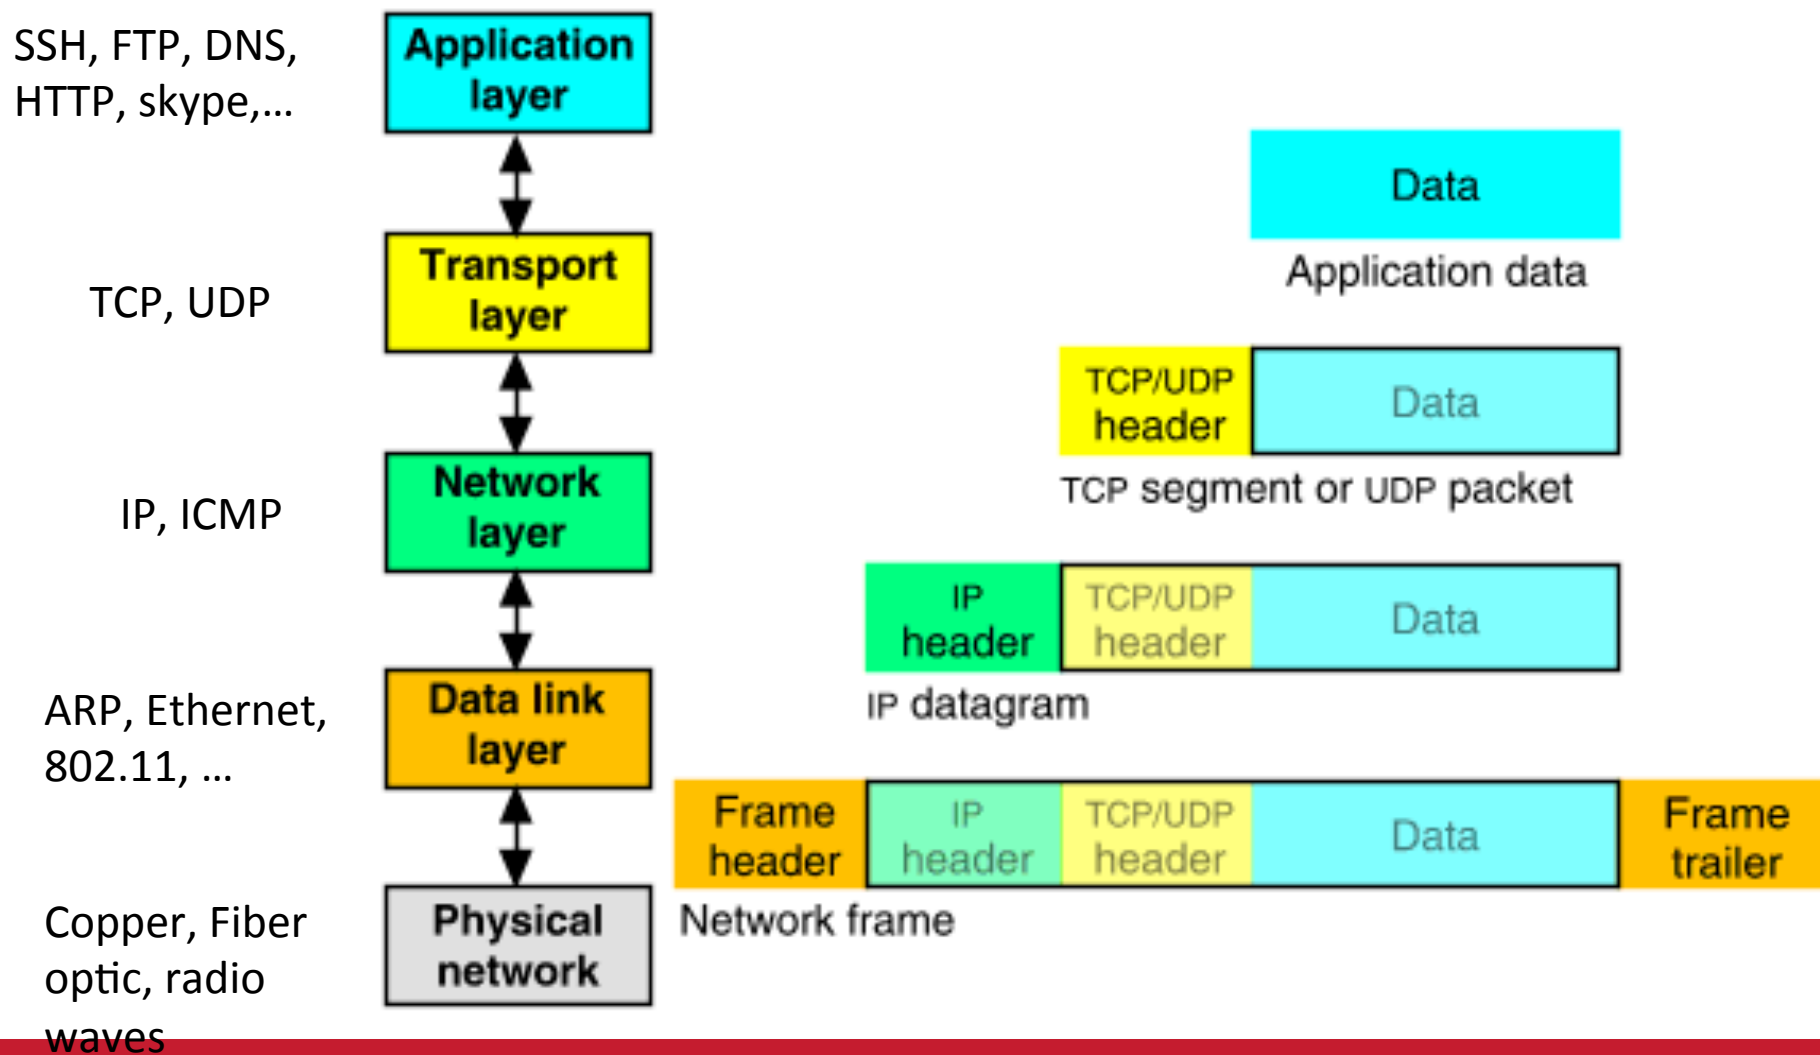 SSH, FTP, DNS,
HTTP, skype,...
Application
layer
TCP, UDP
Transport
layer
IP, ICMP
Network
layer
ARP, Ethernet,
802.11, ...
Data link
layer
Copper, Fiber
optic, radio
waves
Physical
network
Data
Application data
TCP/UDP
header
Data
TCP segment or UDP packet
IP
header
TCP/UDP
header
Data
IP datagram
Frame
header
IP
header
TCP/UDP
header
Data
Frame
trailer
Network frame